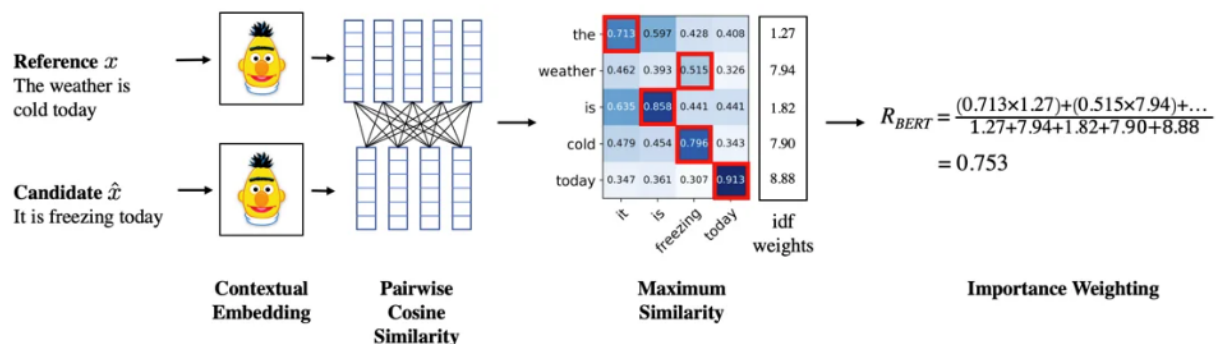 Reference x
The weather is
cold today
Candidate x̂
It is freezing today
Contextual
Embedding
Pairwise
Cosine
Similarity
the 0.713 0.597 0.428 0.408 1.27
weather 0.462 0.393 0.515 0.326 7.94
is 0.635 0.858 0.441 0.441 1.82
cold 0.479 0.454 0.796 0.343 7.90
today 0.347 0.361 0.307 0.913 8.88
it is freezing today
idf
weights
Maximum
Similarity
R_BERT = (0.713×1.27)+(0.515×7.94)+... / 1.27+7.94+1.82+7.90+8.88
= 0.753
Importance Weighting